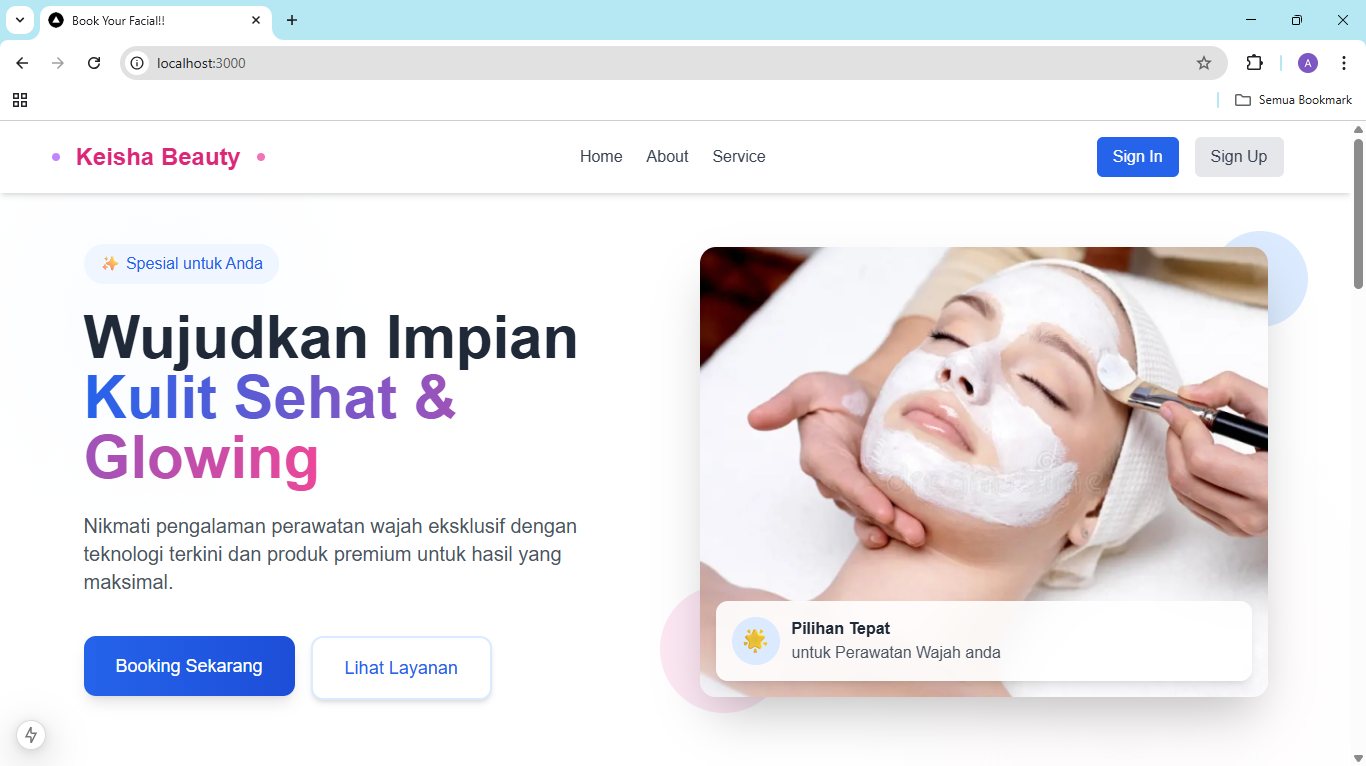 Book Your Facial!!
localhost:3000
A
Semua Bookmark
Keisha Beauty
Home
About
Service
Sign In
Sign Up
✨ Spesial untuk Anda
Wujudkan Impian
Kulit Sehat &
Glowing
Nikmati pengalaman perawatan wajah eksklusif dengan
teknologi terkini dan produk premium untuk hasil yang
maksimal.
Booking Sekarang
Lihat Layanan
Pilihan Tepat
untuk Perawatan Wajah anda